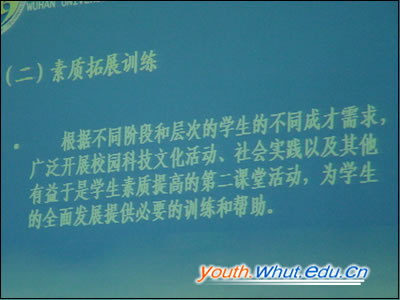 WUHAN UNIVER
（二）素质拓展训练
• 根据不同阶段和层次的学生的不同成才需求，
广泛开展校园科技文化活动、社会实践以及其他
有益于是学生素质提高的第二课堂活动，为学生
的全面发展提供必要的训练和帮助。
youth.Whut.edu.cn